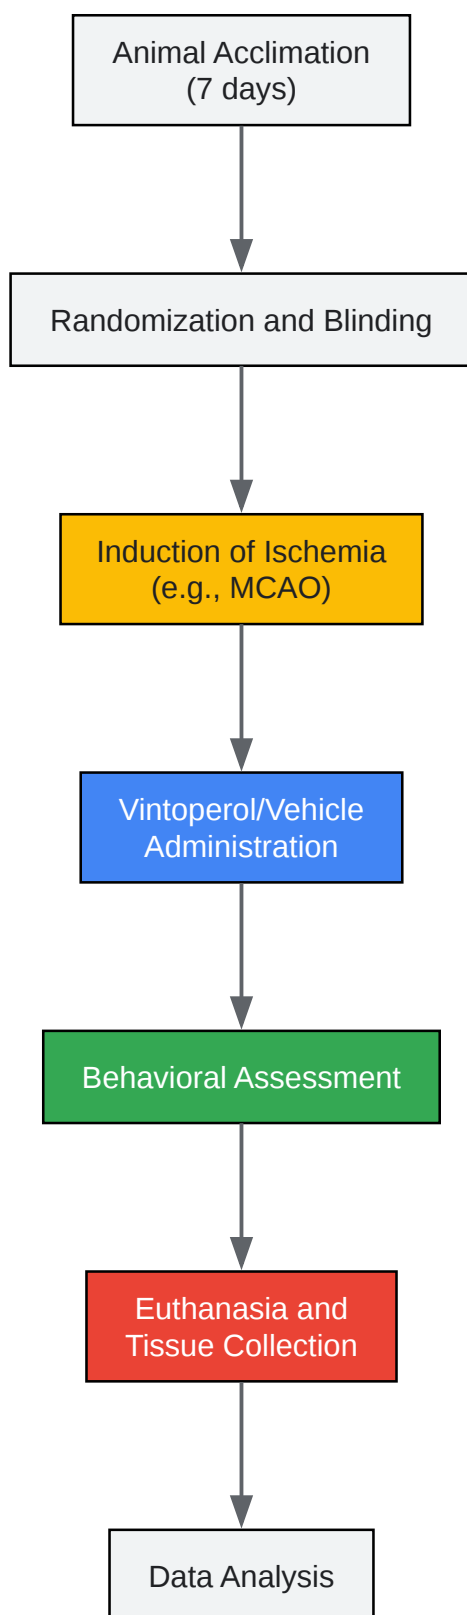 Animal Acclimation
(7 days)
Randomization and Blinding
Induction of Ischemia
(e.g., MCAO)
Vintoperol/Vehicle
Administration
Behavioral Assessment
Euthanasia and
Tissue Collection
Data Analysis